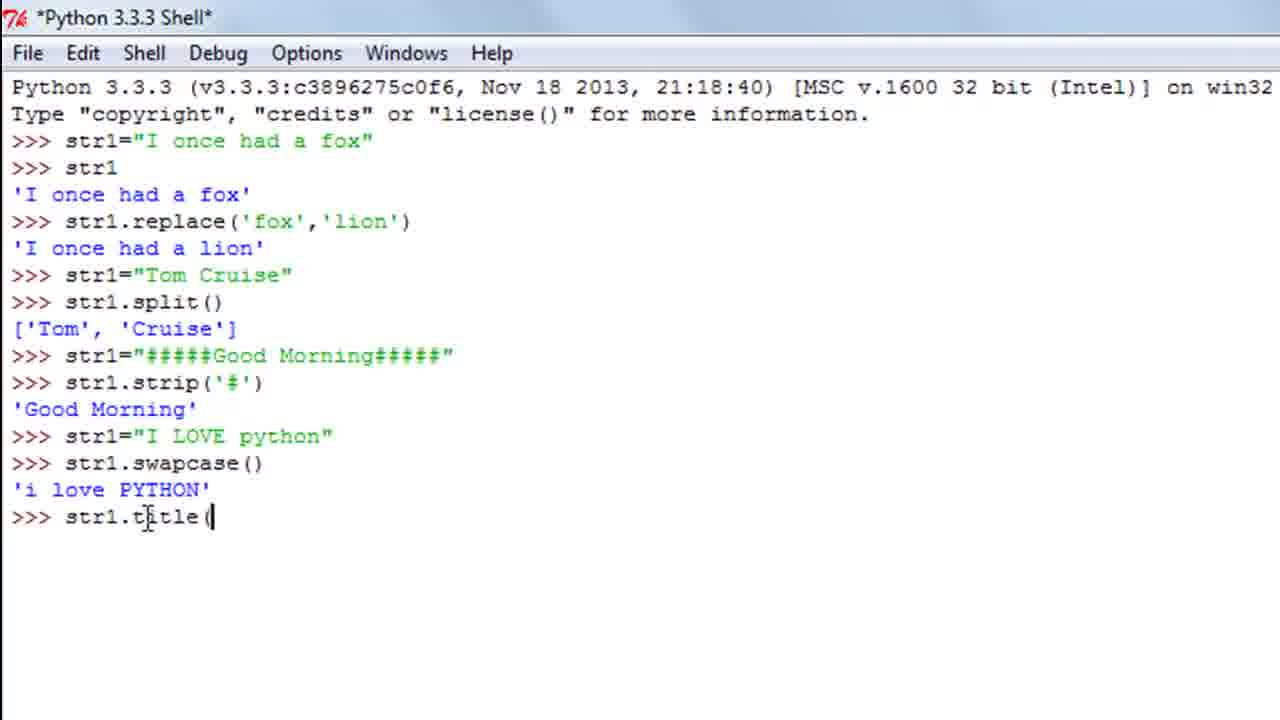 *Python 3.3.3 Shell*
File Edit Shell Debug Options Windows Help
Python 3.3.3 (v3.3.3:c3896275c0f6, Nov 18 2013, 21:18:40) [MSC v.1600 32 bit (Intel)] on win32
Type "copyright", "credits" or "license()" for more information.
>>> str1="I once had a fox"
>>> str1
'I once had a fox'
>>> str1.replace('fox','lion')
'I once had a lion'
>>> str1="Tom Cruise"
>>> str1.split()
['Tom', 'Cruise']
>>> str1="#####Good Morning#####"
>>> str1.strip('#')
'Good Morning'
>>> str1="I LOVE python"
>>> str1.swapcase()
'i love PYTHON'
>>> str1.title(